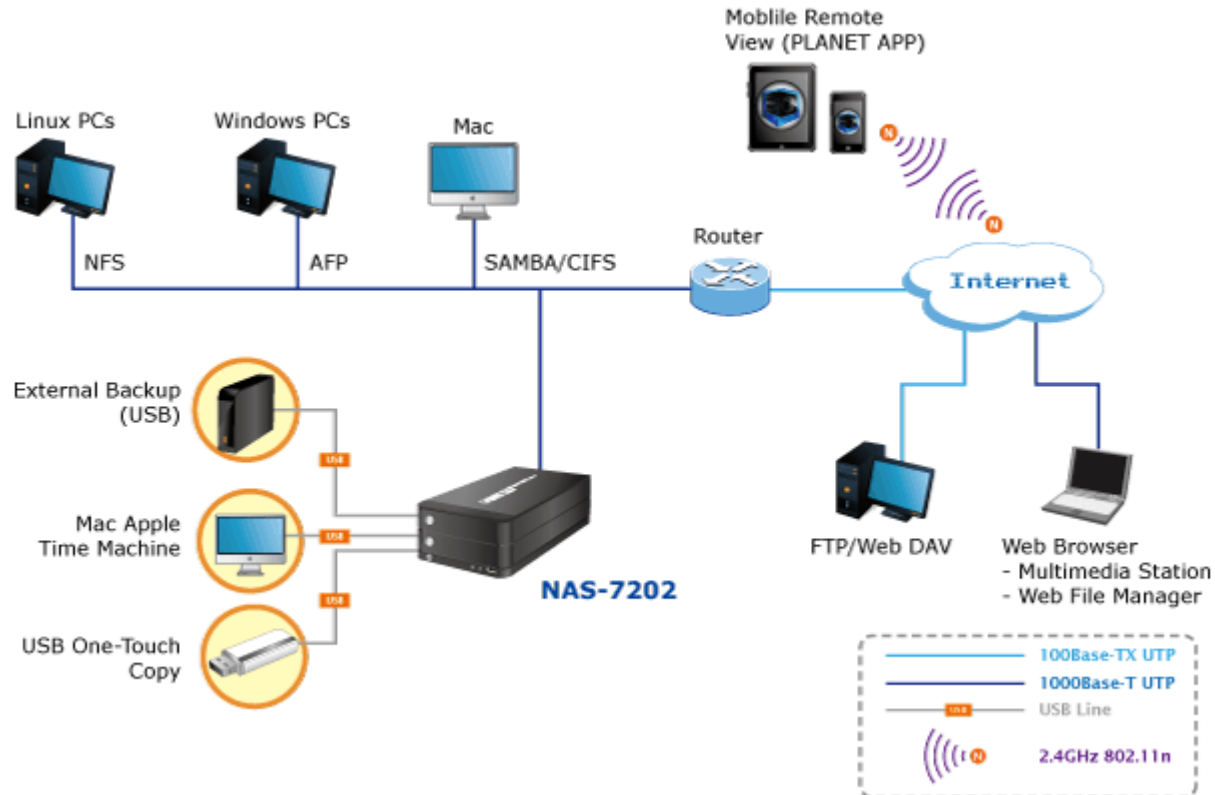 Moblile Remote
View (PLANET APP)
Linux PCs
Windows PCs
Mac
N
N
Router
NFS
AFP
SAMBA/CIFS
Internet
External Backup
(USB)
USB
Mac Apple
Time Machine
USB
USB
USB One-Touch
Copy
NAS-7202
FTP/Web DAV
Web Browser
- Multimedia Station
- Web File Manager
100Base-TX UTP
1000Base-T UTP
USB
USB Line
N
2.4GHz 802.11n